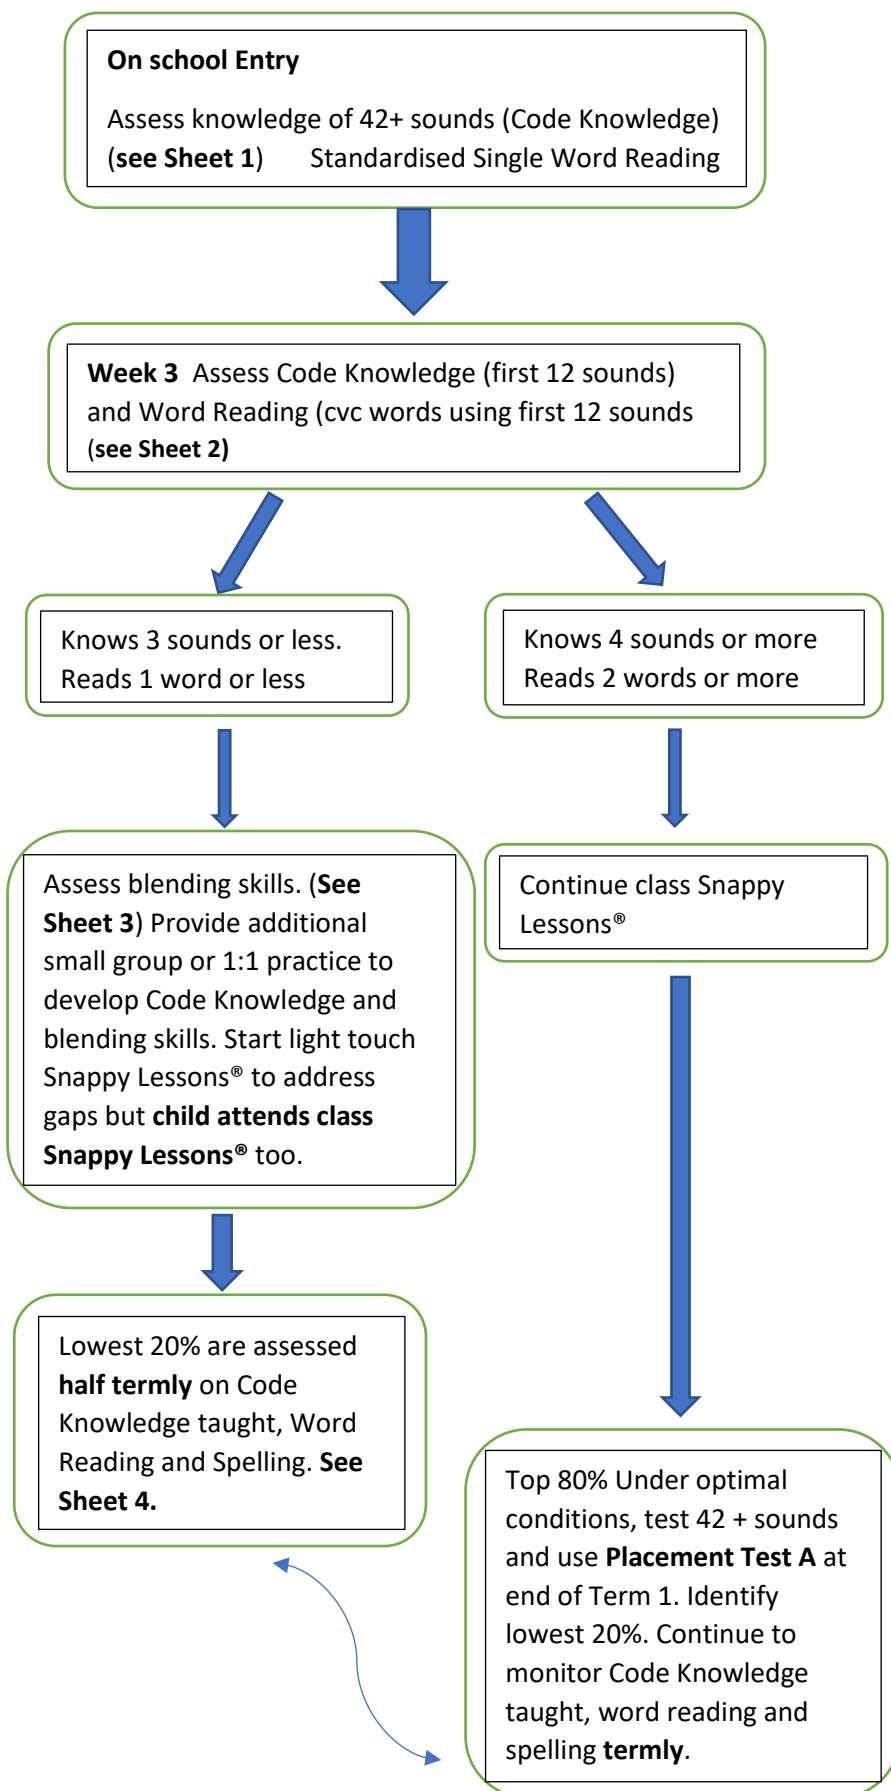 On school Entry
Assess knowledge of 42+ sounds (Code Knowledge)
(see Sheet 1) Standardised Single Word Reading
Week 3 Assess Code Knowledge (first 12 sounds)
and Word Reading (cvc words using first 12 sounds
(see Sheet 2)
Knows 3 sounds or less.
Reads 1 word or less
Knows 4 sounds or more
Reads 2 words or more
Assess blending skills. (See
Sheet 3) Provide additional
small group or 1:1 practice to
develop Code Knowledge and
blending skills. Start light touch
Snappy Lessons® to address
gaps but child attends class
Snappy Lessons® too.
Continue class Snappy
Lessons®
Lowest 20% are assessed
half termly on Code
Knowledge taught, Word
Reading and Spelling. See
Sheet 4.
Top 80% Under optimal
conditions, test 42 + sounds
and use Placement Test A at
end of Term 1. Identify
lowest 20%. Continue to
monitor Code Knowledge
taught, word reading and
spelling termly.